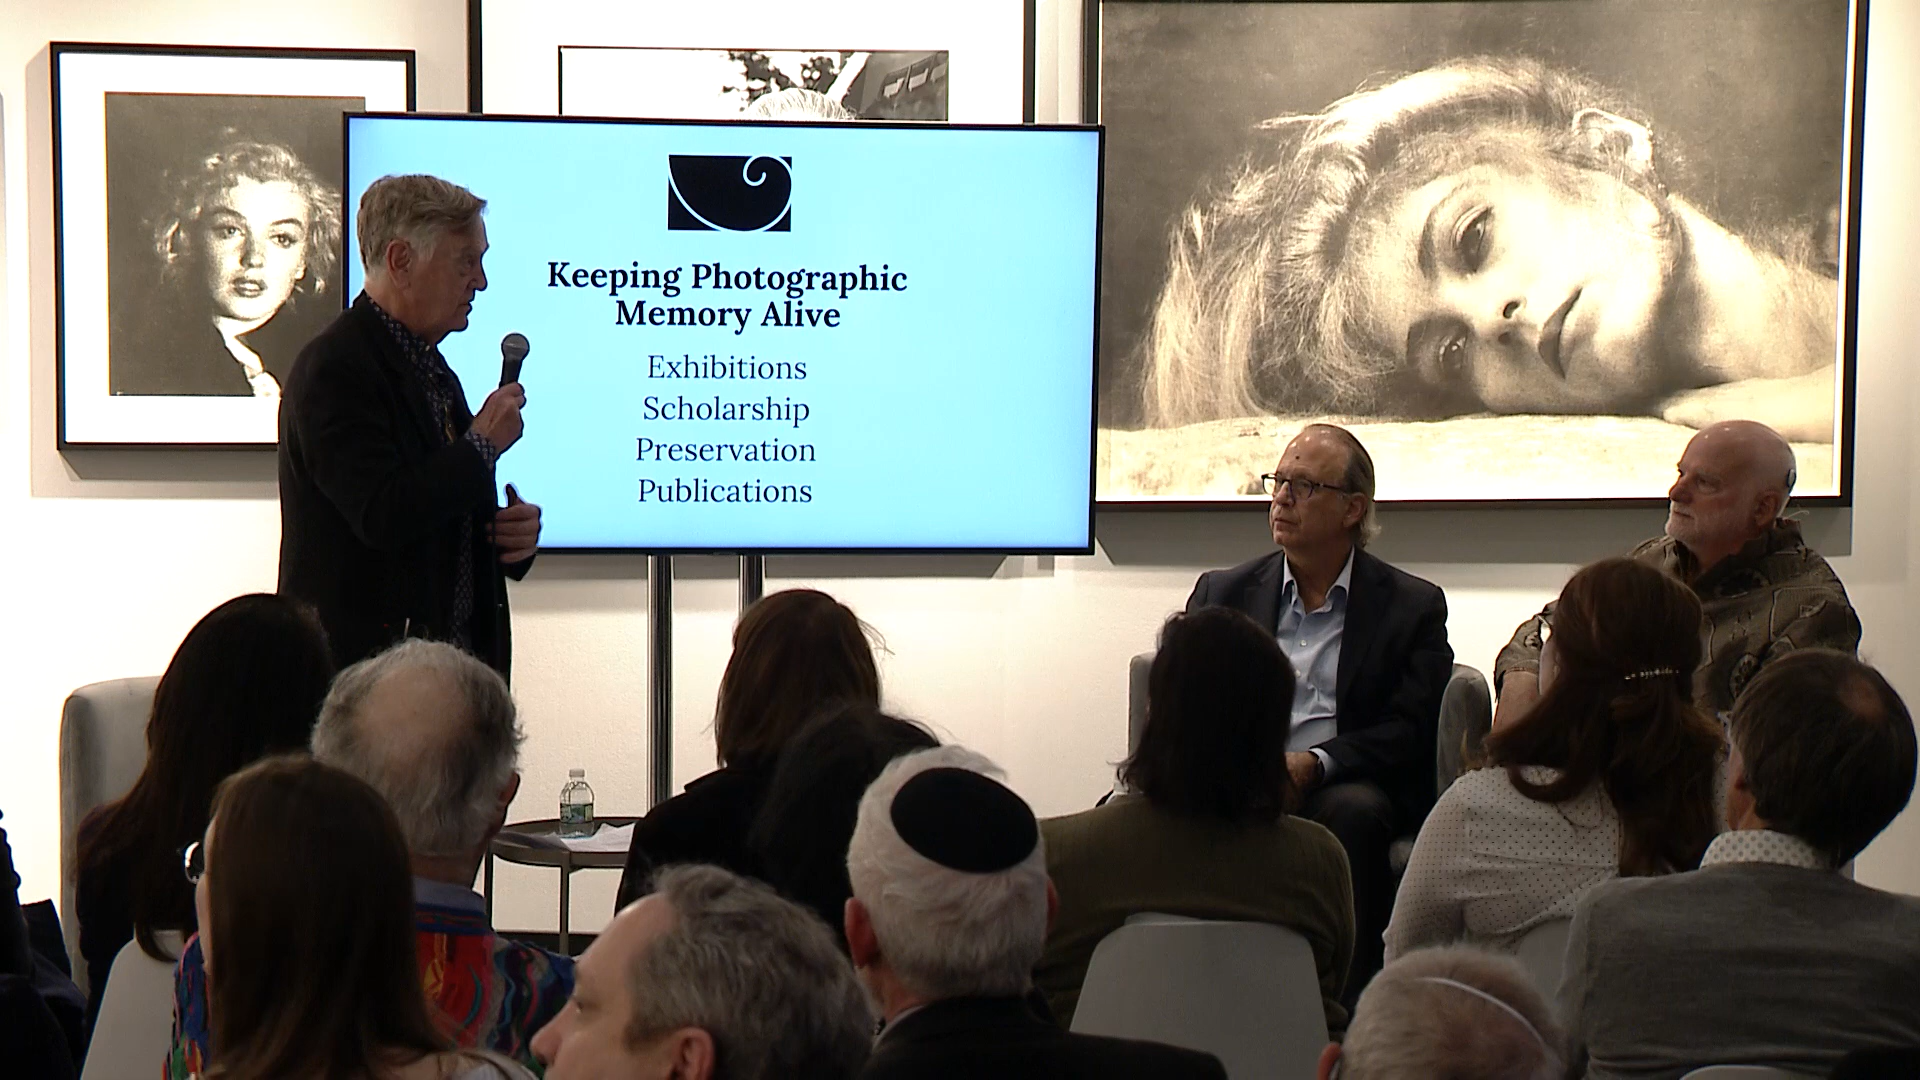 Keeping Photographic
Memory Alive
Exhibitions
Scholarship
Preservation
Publications